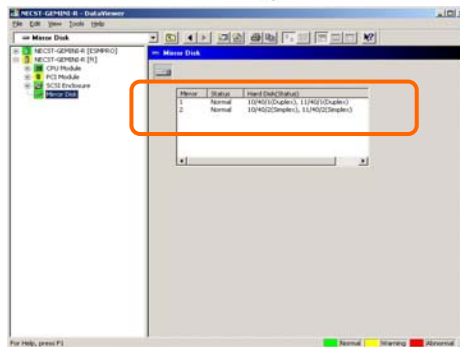 NECST-GEMINI-R - DataViewer
File Edit View Tools Help
Mirror Disk
NECST-GEMINI-R [ESMPRO]
NECST-GEMINI-R [ft]
CPU Module
PCI Module
SCSI Enclosure
Mirror Disk
Mirror Disk
Mirror Status Hard Disk(Status)
1 Normal 10/40/1(Duplex), 11/40/1(Duplex)
2 Normal 10/40/2(Simplex), 11/40/2(Simplex)
For Help, press F1
Normal Warning Abnormal